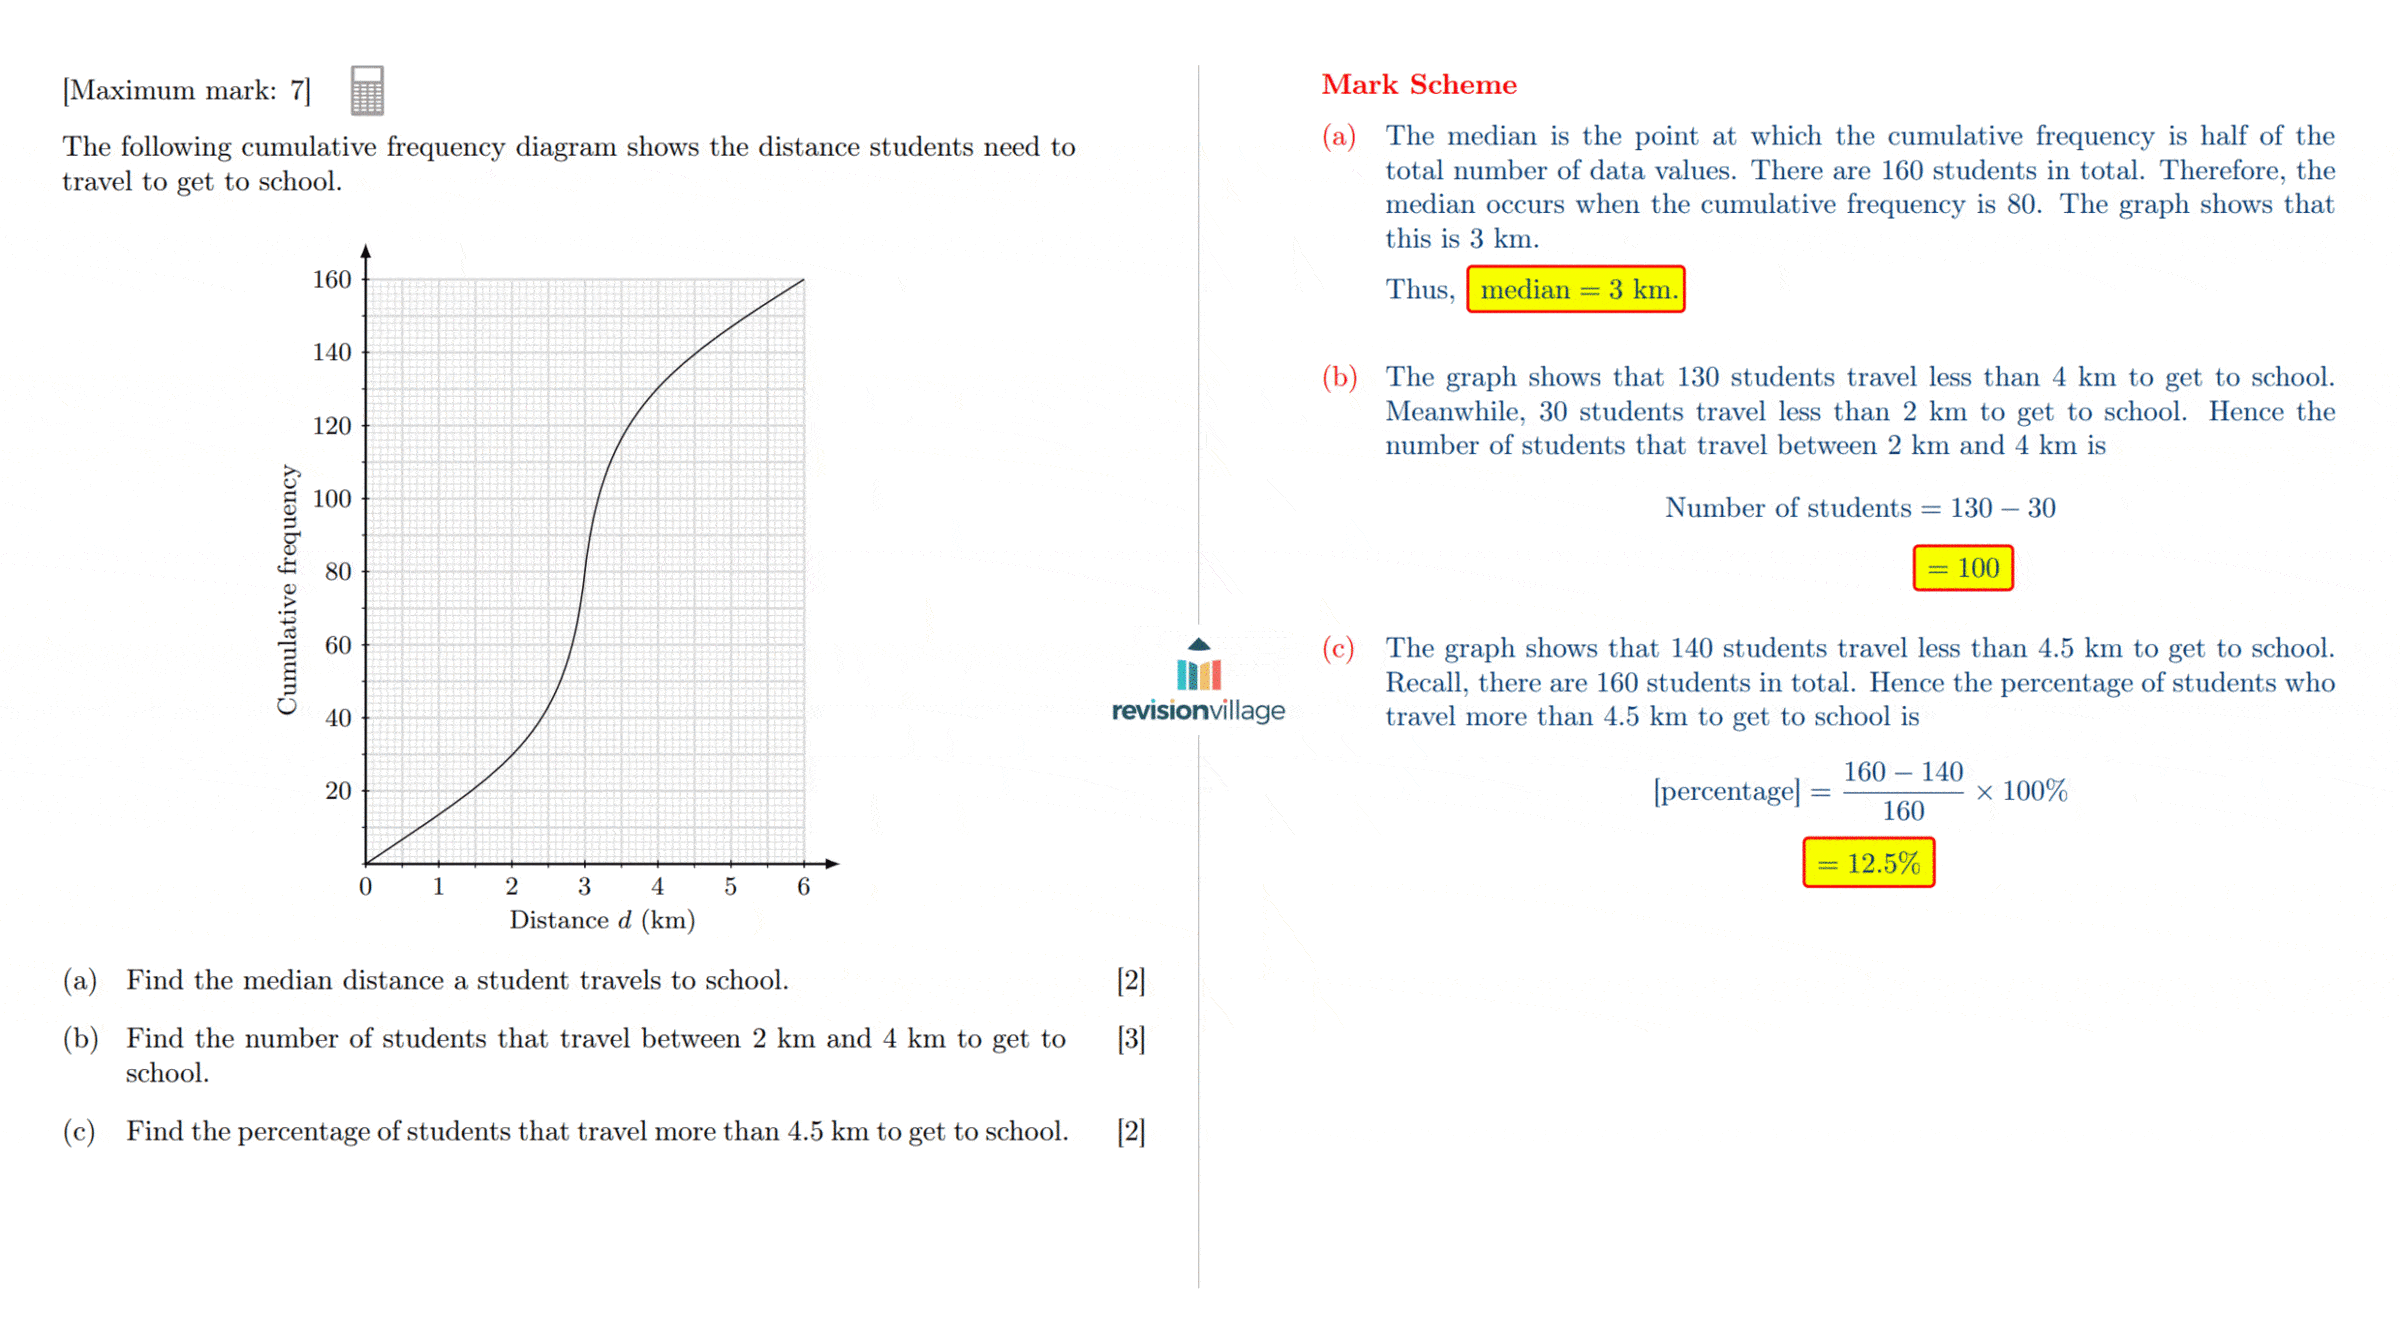 [Maximum mark: 7]
The following cumulative frequency diagram shows the distance students need to
travel to get to school.
160
140
120
100
80
60
40
20
Cumulative frequency
0 1 2 3 4 5 6
Distance d (km)
(a) Find the median distance a student travels to school. [2]
(b) Find the number of students that travel between 2 km and 4 km to get to [3]
school.
(c) Find the percentage of students that travel more than 4.5 km to get to school. [2]
revisionvillage
Mark Scheme
(a) The median is the point at which the cumulative frequency is half of the
total number of data values. There are 160 students in total. Therefore, the
median occurs when the cumulative frequency is 80. The graph shows that
this is 3 km.
Thus, median = 3 km.
(b) The graph shows that 130 students travel less than 4 km to get to school.
Meanwhile, 30 students travel less than 2 km to get to school. Hence the
number of students that travel between 2 km and 4 km is
Number of students = 130 − 30
= 100
(c) The graph shows that 140 students travel less than 4.5 km to get to school.
Recall, there are 160 students in total. Hence the percentage of students who
travel more than 4.5 km to get to school is
160 − 140
[percentage] = × 100%
160
= 12.5%